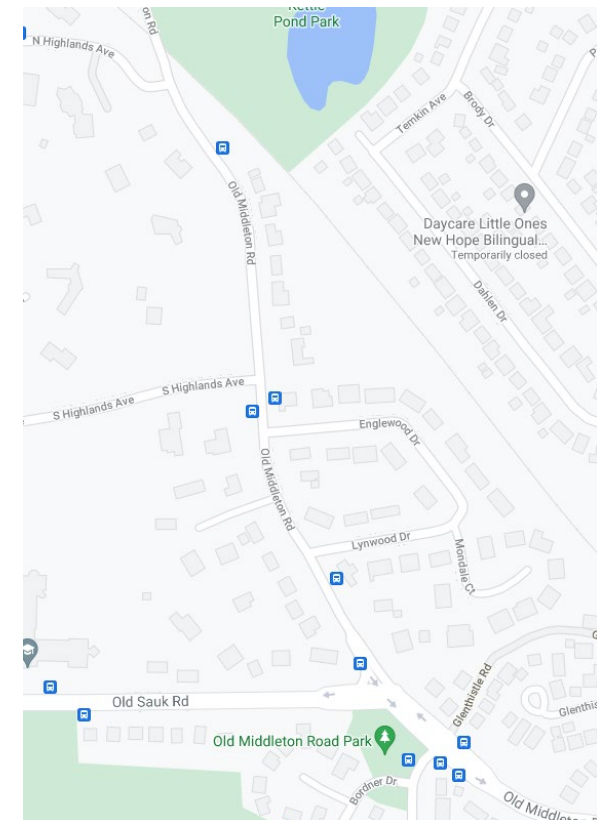 Kettle
Pond Park
on Rd
N Highlands Ave
Temkin Ave
Brody Dr
P
Old Middleton Rd
Daycare Little Ones
New Hope Bilingual...
Temporarily closed
Dahlen Dr
S Highlands Ave
S Highlands Ave
Englewood Dr
Old Middleton Rd
Lynwood Dr
Mondale Ct
G
Glenthistle Rd
Old Sauk Rd
Glenthis
Old Middleton Road Park
Bordner Dr
Old Middleton R